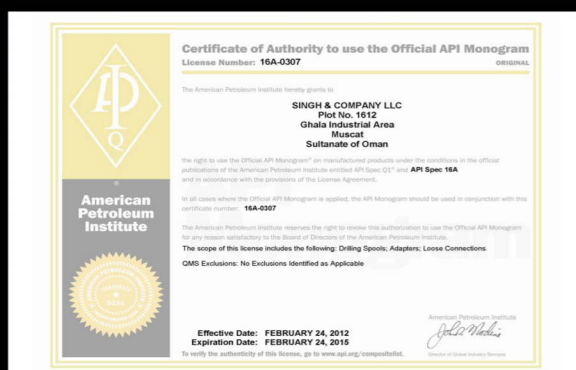 Certificate of Authority to use the Official API Monogram
License Number: 16A-0307
ORIGINAL
The American Petroleum Institute hereby grants to
SINGH & COMPANY LLC
Plot No. 1612
Ghala Industrial Area
Muscat
Sultanate of Oman
the right to use the Official API Monogram® on manufactured products under the conditions in the official
publications of the American Petroleum Institute entitled API Spec Q1® and API Spec 16A
and in accordance with the provisions of the License Agreement.
In all cases where the Official API Monogram is applied, the API Monogram should be used in conjunction with this
certificate number: 16A-0307
The American Petroleum Institute reserves the right to revoke this authorization to use the Official API Monogram
for any reason satisfactory to the Board of Directors of the American Petroleum Institute.
The scope of this license includes the following: Drilling Spools; Adapters; Loose Connections
QMS Exclusions: No Exclusions Identified as Applicable
Effective Date: FEBRUARY 24, 2012
Expiration Date: FEBRUARY 24, 2015
To verify the authenticity of this license, go to www.api.org/compositelist.
American Petroleum Institute
Director of Global Industry Services
API
Q
American
Petroleum
Institute